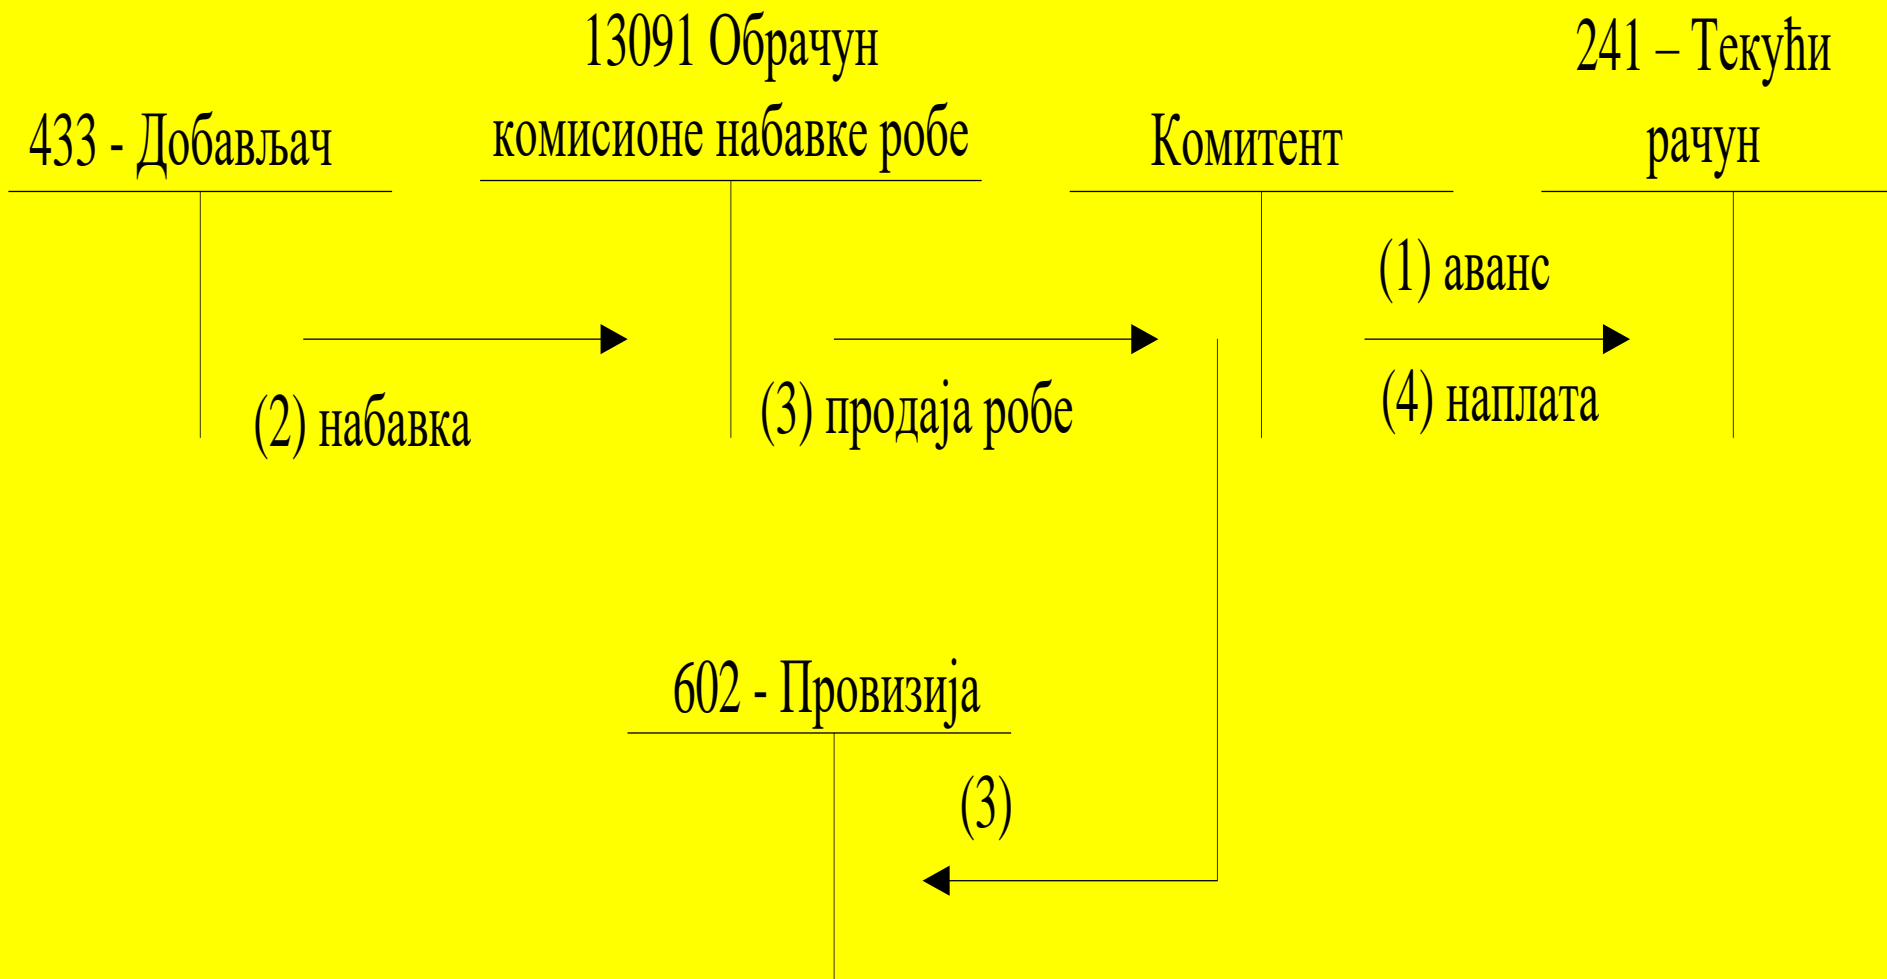 13091 Обрачун
комисионе набавке робе
241 – Текући
рачун
433 - Добављач
Комитент
(1) аванс
(2) набавка
(3) продаја робе
(4) наплата
602 - Провизија
(3)